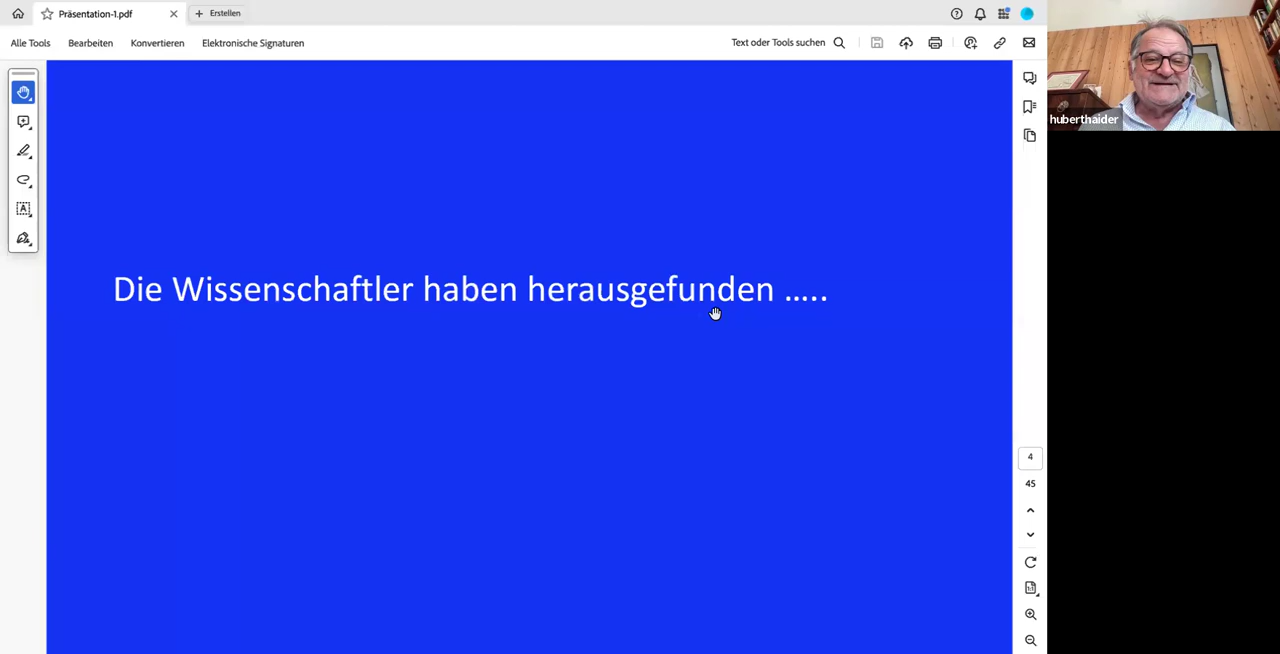 Präsentation-1.pdf
+ Erstellen
Alle Tools
Bearbeiten
Konvertieren
Elektronische Signaturen
Text oder Tools suchen
huberthaider
Die Wissenschaftler haben herausgefunden …..
4
45